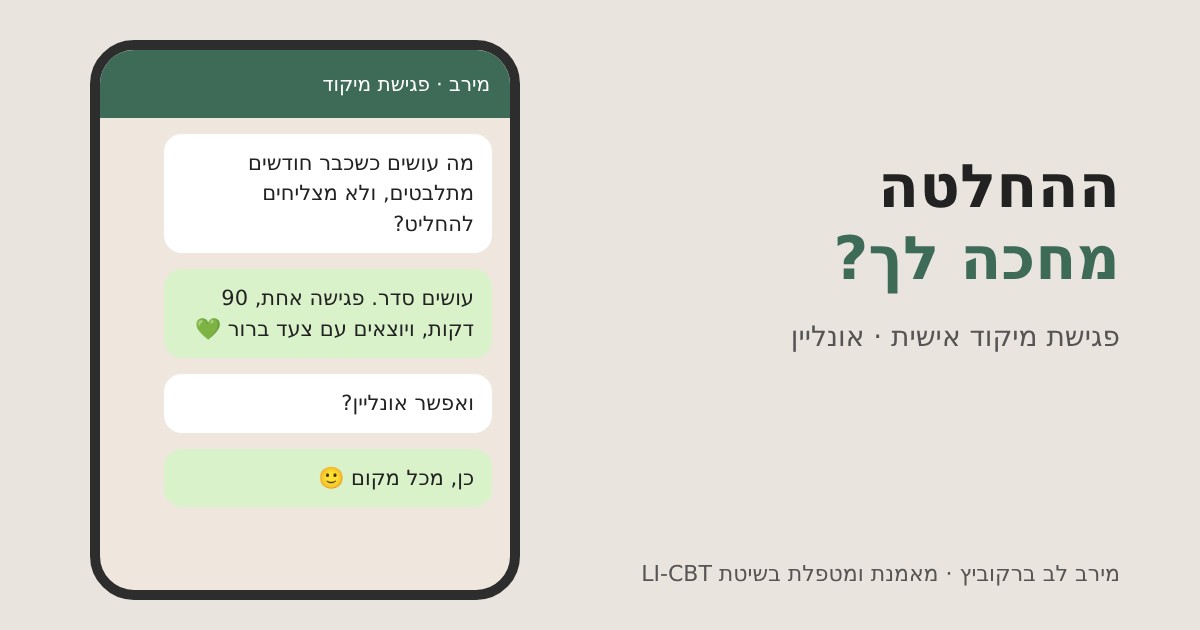 ההחלטה
מחכה לך?
פגישת מיקוד אישית · אונליין
מירב לב ברקוביץ · מאמנת ומטפלת בשיטת LI-CBT
מירב · פגישת מיקוד
מה עושים כשכבר חודשים
מתלבטים, ולא מצליחים
להחליט?
עושים סדר. פגישה אחת, 90
דקות, ויוצאים עם צעד ברור 💚
ואפשר אונליין?
כן, מכל מקום 🙂